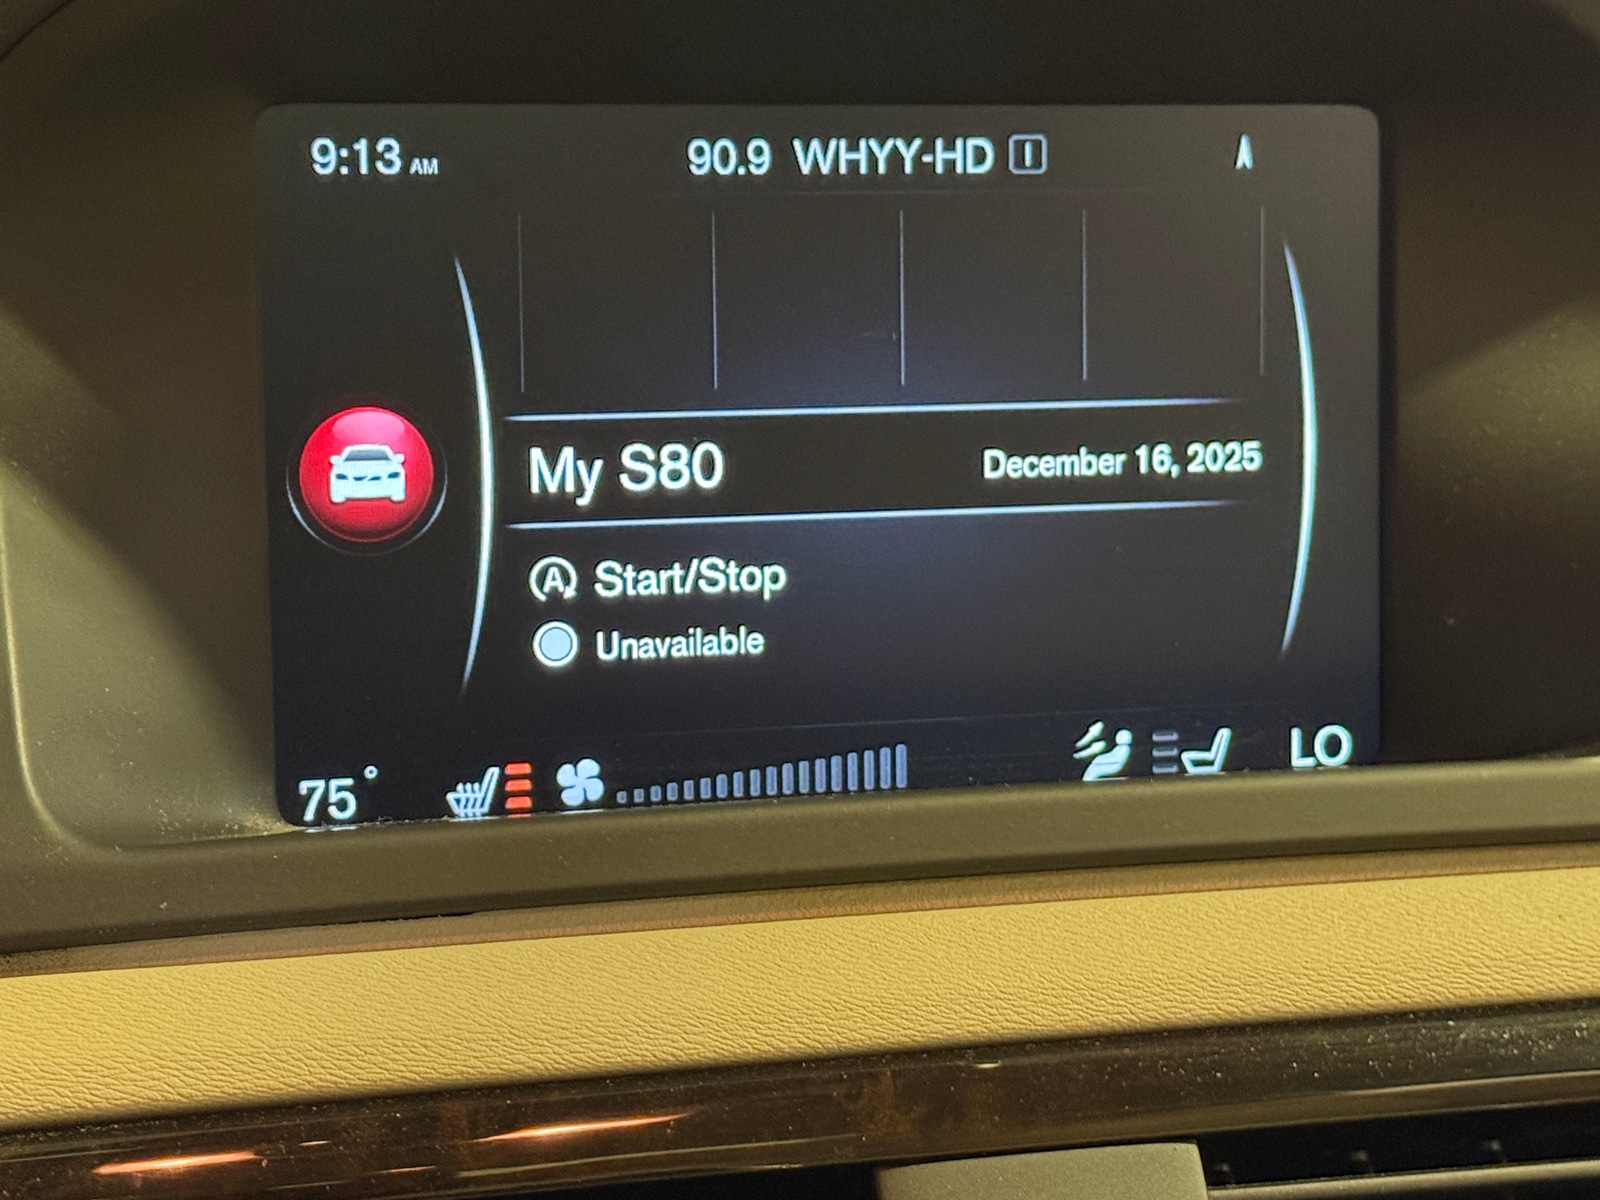 9:13 AM
90.9 WHYY-HD
My S80
December 16, 2025
A Start/Stop
Unavailable
75°
LO